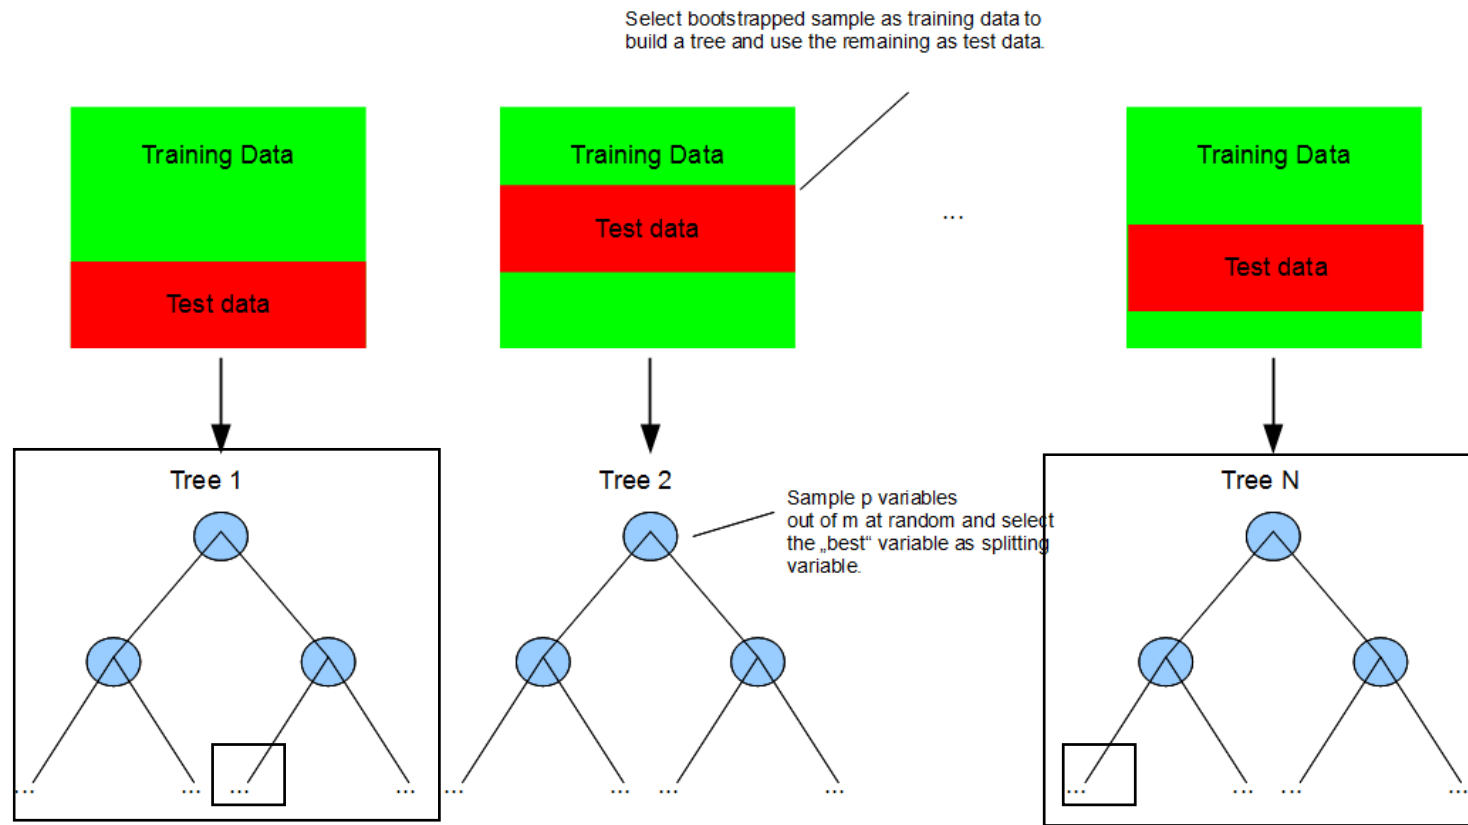 Select bootstrapped sample as training data to
build a tree and use the remaining as test data.
Training Data
Test data
Training Data
Test data
...
Training Data
Test data
Tree 1
Tree 2
Tree N
Sample p variables
out of m at random and select
the „best“ variable as splitting
variable.
... ... ... ...
... ... ...
... ... ... ...